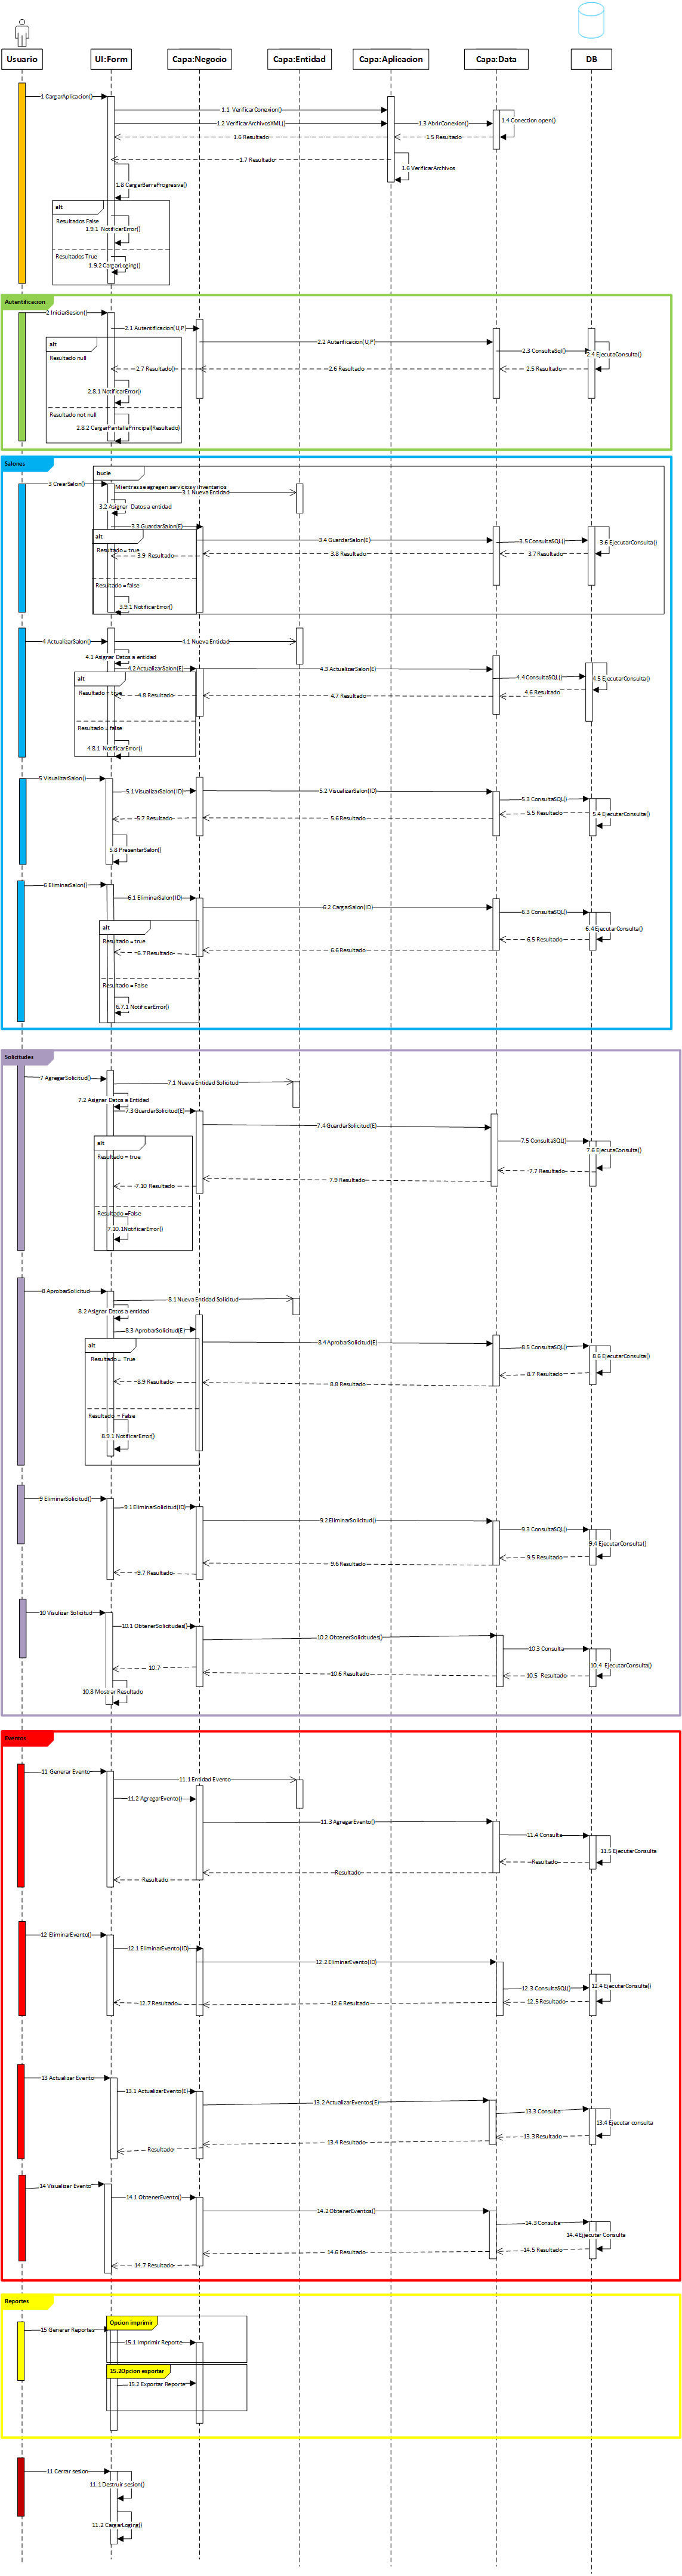 Usuario
UI:Form
Capa:Negocio
Capa:Entidad
Capa:Aplicacion
Capa:Data
DB
1 CargarAplicacion()
1.1 VerificarConexion()
1.2 VerificarArchivosXML()
1.3 AbrirConexion()
1.4 Conection.open()
1.6 Resultado
1.5 Resultado
1.7 Resultado
1.6 VerificarArchivos
1.8 CargarBarraProgresiva()
alt
Resultados False
1.9.1 NotificarError()
Resultados True
1.9.2 CargarLoging()
Autentificacion
2 IniciarSesion()
2.1 Autentificacion(U,P)
2.2 Autenficacion(U,P)
2.3 ConsultaSql()
2.4 EjecutaConsulta()
alt
Resultado null
2.7 Resultado()
2.6 Resultado
2.5 Resultado
2.8.1 NotificarError()
Resultado not null
2.8.2 CargarPantallaPrincipal(Resultado)
Salones
bucle
3 CrearSalon()
Mientras se agregen servicios y inventarios
3.1 Nueva Entidad
3.2 Asignar Datos a entidad
3.3 GuardarSalon(E)
alt
3.4 GuardarSalon(E)
3.5 ConsultaSQL()
3.6 EjecutarConsulta()
Resultado = true
3.9 Resultado
3.8 Resultado
3.7 Resultado
Resultado = false
3.9.1 NotificarError()
4 ActualizarSalon()
4.1 Nueva Entidad
4.1 Asignar Datos a entidad
4.2 ActualizarSalon(E)
4.3 ActualizarSalon(E)
4.4 ConsultaSQL()
4.5 EjecutarConsulta()
alt
Resultado = true
4.8 Resultado
4.7 Resultado
4.6 Resultado
Resultado = false
4.8.1 NotificarError()
5 VisualizarSalon()
5.1 VisualizarSalon(ID)
5.2 VisualizarSalon(ID)
5.3 ConsultaSQL()
5.4 EjecutarConsulta()
5.7 Resultado
5.6 Resultado
5.5 Resultado
5.8 PresentarSalon()
6 EliminarSalon()
6.1 EliminarSalon(ID)
6.2 CargarSalon(ID)
6.3 ConsultaSQL()
6.4 EjecutarConsulta()
alt
Resultado = true
6.7 Resultado
6.6 Resultado
6.5 Resultado
Resultado = False
6.7.1 NotificarError()
Solicitudes
7 AgregarSolicitud()
7.1 Nueva Entidad Solicitud
7.2 Asignar Datos a Entidad
7.3 GuardarSolicitud(E)
7.4 GuardarSolicitud(E)
7.5 ConsultaSQL()
7.6 EjecutaConsulta()
alt
Resultado = true
7.10 Resultado
7.9 Resultado
7.7 Resultado
Resultado =False
7.10.1NotificarError()
8 AprobarSolicitud
8.1 Nueva Entidad Solicitud
8.2 Asignar Datos a entidad
8.3 AprobarSolicitud(E)
8.4 AprobarSolicitud(E)
8.5 ConsultaSQL()
8.6 EjecutarConsulta()
alt
Resultado = True
8.9 Resultado
8.8 Resultado
8.7 Resultado
Resultado = False
8.9.1 NotificarError()
9 EliminarSolicitud()
9.1 EliminarSolicitud(ID)
9.2 EliminarSolicitud()
9.3 ConsultaSQL()
9.4 EjecutarConsulta()
9.7 Resultado
9.6 Resultado
9.5 Resultado
10 Visulizar Solicitud
10.1 ObtenerSolicitudes()
10.2 ObtenerSolicitudes()
10.3 Consulta
10.4 EjecutarConsulta()
10.7
10.6 Resultado
10.5 Resultado
10.8 Mostrar Resultado
Eventos
11 Generar Evento
11.1 Entidad Evento
11.2 AgregarEvento()
11.3 AgregarEvento()
11.4 Consulta
11.5 EjecutarConsulta
Resultado
Resultado
Resultado
12 EliminarEvento()
12.1 EliminarEvento(ID)
12.2 EliminarEvento(ID)
12.3 ConsultaSQL()
12.4 EjecutarConsulta()
12.7 Resultado
12.6 Resultado
12.5 Resultado
13 Actualizar Evento
13.1 ActualizarEvento(E)
13.2 ActualizarEventos(E)
13.3 Consulta
13.4 Ejecutar consulta
Resultado
13.4 Resultado
13.3 Resultado
14 Visualizar Evento
14.1 ObtenerEvento()
14.2 ObtenerEventos()
14.3 Consulta
14.4 Ejjecutar Consulta
14.7 Resultado
14.6 Resultado
14.5 Resultado
Reportes
15 Generar Reportes
Opcion imprimir
15.1 Imprimir Reporte
15.2Opcion exportar
15.2 Exportar Reporte
11 Cerrar sesion
11.1 Destruir sesion()
11.2 CargarLoging()